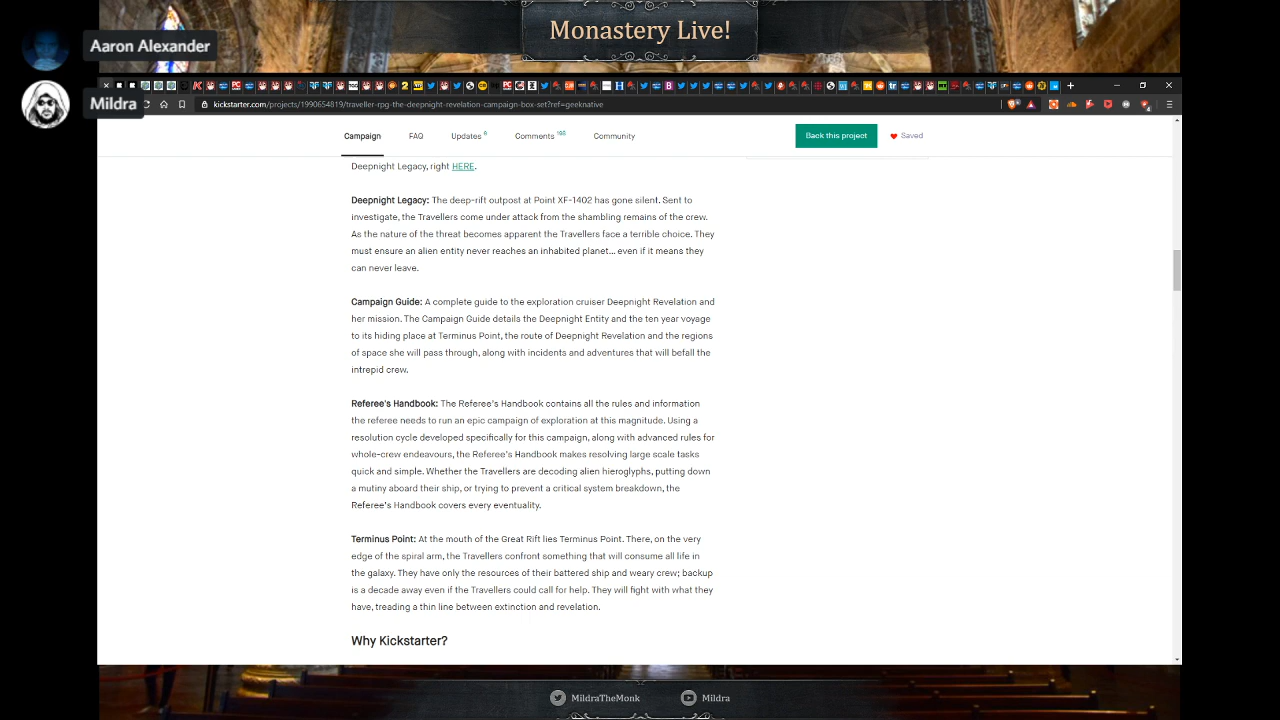 Monastery Live!
Aaron Alexander
Mildra
kickstarter.com/projects/1990654819/traveller-rpg-the-deepnight-revelation-campaign-box-set?ref=geeknative
Campaign FAQ Updates 6 Comments 195 Community Back this project Saved
Deepnight Legacy, right HERE.
Deepnight Legacy: The deep-rift outpost at Point XF-1402 has gone silent. Sent to
investigate, the Travellers come under attack from the shambling remains of the crew.
As the nature of the threat becomes apparent the Travellers face a terrible choice. They
must ensure an alien entity never reaches an inhabited planet... even if it means they
can never leave.
Campaign Guide: A complete guide to the exploration cruiser Deepnight Revelation and
her mission. The Campaign Guide details the Deepnight Entity and the ten year voyage
to its hiding place at Terminus Point, the route of Deepnight Revelation and the regions
of space she will pass through, along with incidents and adventures that will befall the
intrepid crew.
Referee's Handbook: The Referee's Handbook contains all the rules and information
the referee needs to run an epic campaign of exploration at this magnitude. Using a
resolution cycle developed specifically for this campaign, along with advanced rules for
whole-crew endeavours, the Referee's Handbook makes resolving large scale tasks
quick and simple. Whether the Travellers are decoding alien hieroglyphs, putting down
a mutiny aboard their ship, or trying to prevent a critical system breakdown, the
Referee's Handbook covers every eventuality.
Terminus Point: At the mouth of the Great Rift lies Terminus Point. There, on the very
edge of the spiral arm, the Travellers confront something that will consume all life in
the galaxy. They have only the resources of their battered ship and weary crew; backup
is a decade away even if the Travellers could call for help. They will fight with what they
have, treading a thin line between extinction and revelation.
Why Kickstarter?
MildraTheMonk Mildra